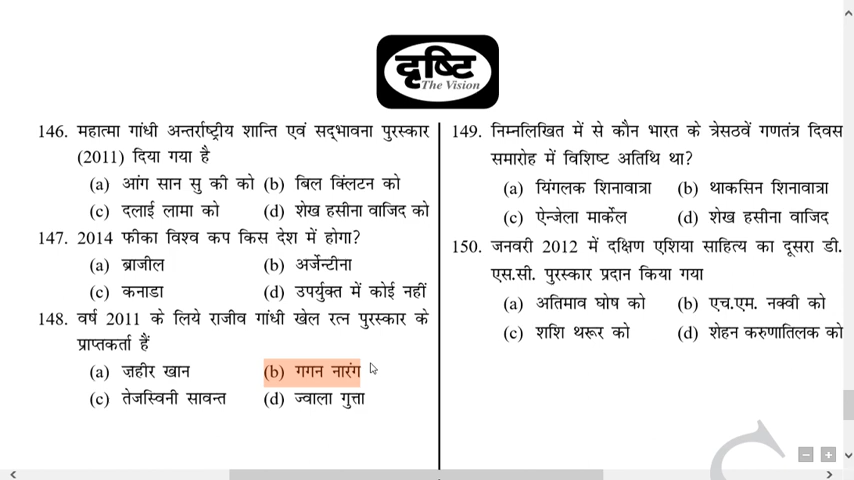 दृष्टि
The Vision
146. महात्मा गांधी अन्तर्राष्ट्रीय शान्ति एवं सद्भावना पुरस्कार
(2011) दिया गया है
(a) आंग सान सु की को (b) बिल क्लिंटन को
(c) दलाई लामा को (d) शेख हसीना वाजिद को
147. 2014 फीका विश्व कप किस देश में होगा?
(a) ब्राजील (b) अर्जेन्टीना
(c) कनाडा (d) उपर्युक्त में कोई नहीं
148. वर्ष 2011 के लिये राजीव गांधी खेल रत्न पुरस्कार के
प्राप्तकर्ता हैं
(a) ज़हीर खान (b) गगन नारंग
(c) तेजस्विनी सावन्त (d) ज्वाला गुत्ता
149. निम्नलिखित में से कौन भारत के त्रेसठवें गणतंत्र दिवस
समारोह में विशिष्ट अतिथि था?
(a) यिंगलक शिनावात्रा (b) थाकसिन शिनावात्रा
(c) ऐन्जेला मार्केल (d) शेख हसीना वाजिद
150. जनवरी 2012 में दक्षिण एशिया साहित्य का दूसरा डी.
एस.सी. पुरस्कार प्रदान किया गया
(a) अतिमाव घोष को (b) एच.एम. नक्वी को
(c) शशि थरूर को (d) शेहन करुणातिलक को